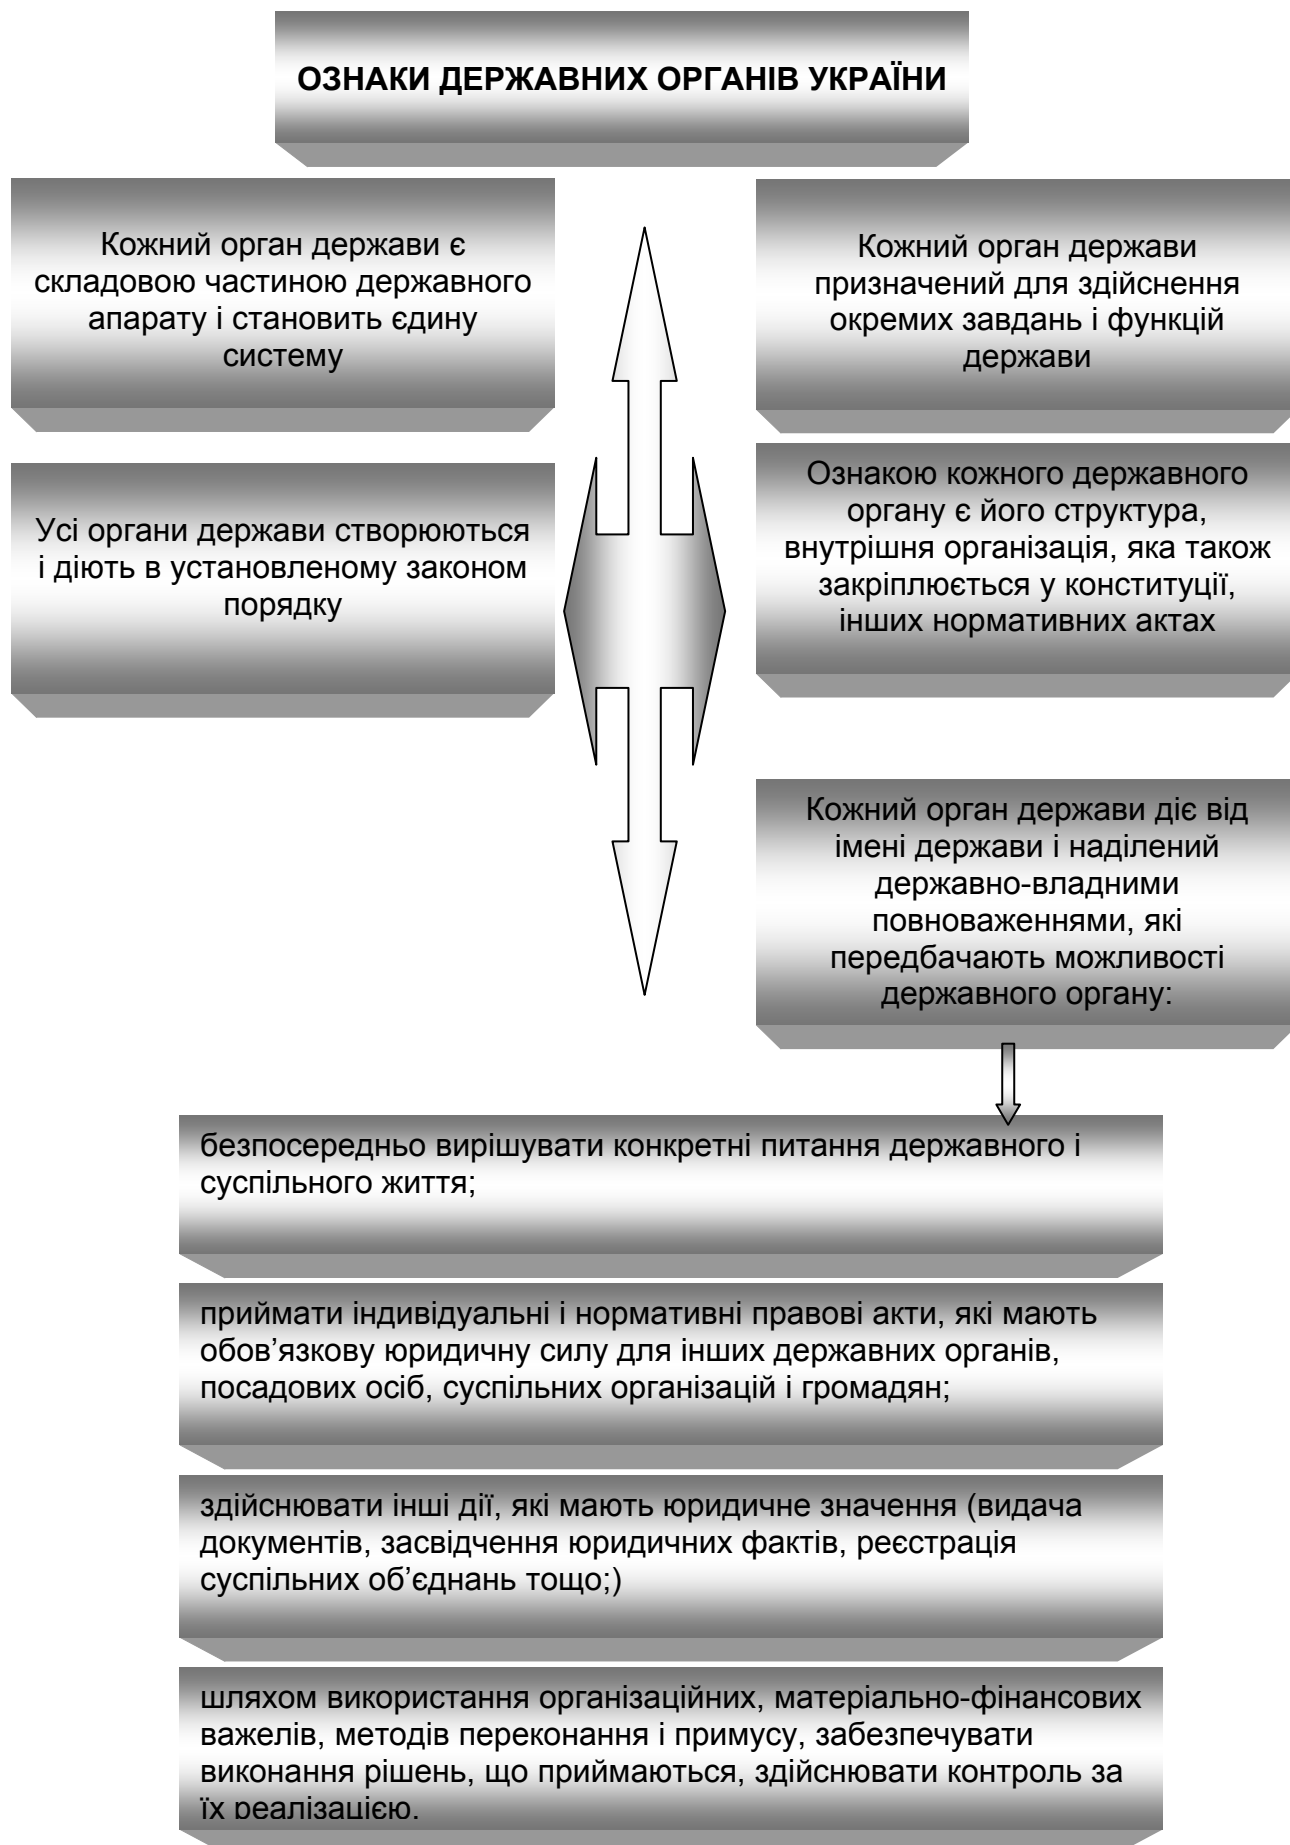 ОЗНАКИ ДЕРЖАВНИХ ОРГАНІВ УКРАЇНИ
Кожний орган держави є
складовою частиною державного
апарату і становить єдину
систему
Кожний орган держави
призначений для здійснення
окремих завдань і функцій
держави
Усі органи держави створюються
і діють в установленому законом
порядку
Ознакою кожного державного
органу є його структура,
внутрішня організація, яка також
закріплюється у конституції,
інших нормативних актах
Кожний орган держави діє від
імені держави і наділений
державно-владними
повноваженнями, які
передбачають можливості
державного органу:
безпосередньо вирішувати конкретні питання державного і
суспільного життя;
приймати індивідуальні і нормативні правові акти, які мають
обов’язкову юридичну силу для інших державних органів,
посадових осіб, суспільних організацій і громадян;
здійснювати інші дії, які мають юридичне значення (видача
документів, засвідчення юридичних фактів, реєстрація
суспільних об’єднань тощо;)
шляхом використання організаційних, матеріально-фінансових
важелів, методів переконання і примусу, забезпечувати
виконання рішень, що приймаються, здійснювати контроль за
їх реалізацією.